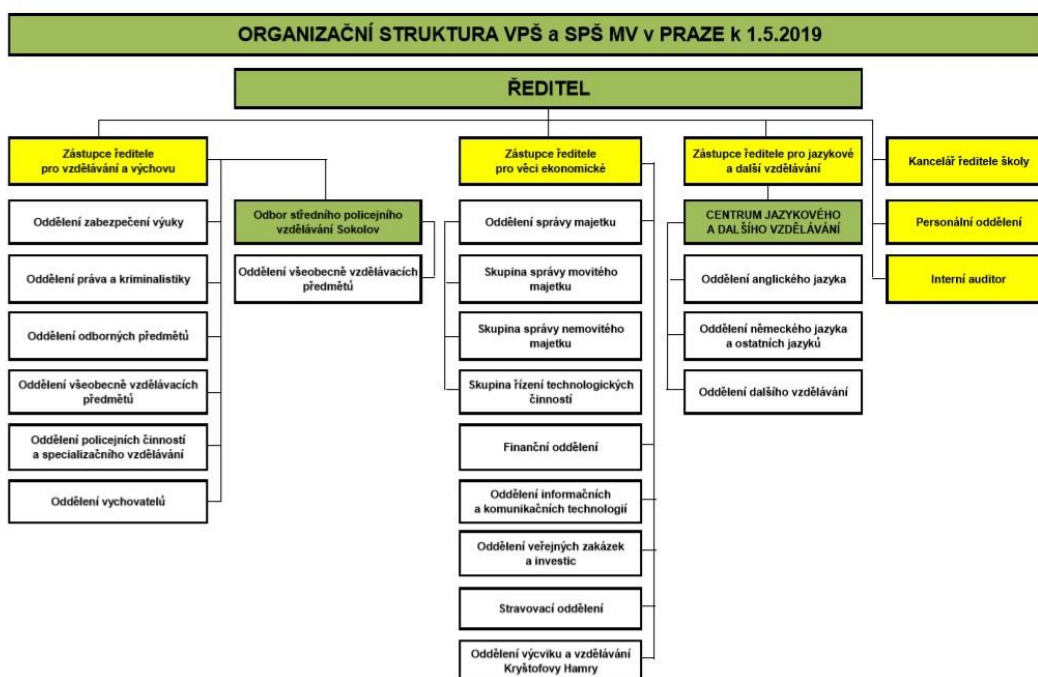 ORGANIZAČNÍ STRUKTURA VPŠ a SPŠ MV v PRAZE k 1.5.2019
ŘEDITEL
Zástupce ředitele
pro vzdělávání a výchovu
Oddělení zabezpečení výuky
Oddělení práva a kriminalistiky
Oddělení odborných předmětů
Oddělení všeobecně vzdělávacích
předmětů
Oddělení policejních činností
a specializačního vzdělávání
Oddělení vychovatelů
Odbor středního policejního
vzdělávání Sokolov
Oddělení všeobecně vzdělávacích
předmětů
Zástupce ředitele
pro věci ekonomické
Oddělení správy majetku
Skupina správy movitého
majetku
Skupina správy nemovitého
majetku
Skupina řízení technologických
činností
Finanční oddělení
Oddělení informačních
a komunikačních technologií
Oddělení veřejných zakázek
a investic
Stravovací oddělení
Oddělení výcviku a vzdělávání
Kryštofovy Hamry
Zástupce ředitele pro jazykové
a další vzdělávání
CENTRUM JAZYKOVÉHO
A DALŠÍHO VZDĚLÁVÁNÍ
Oddělení anglického jazyka
Oddělení německého jazyka
a ostatních jazyků
Oddělení dalšího vzdělávání
Kancelář ředitele školy
Personální oddělení
Interní auditor